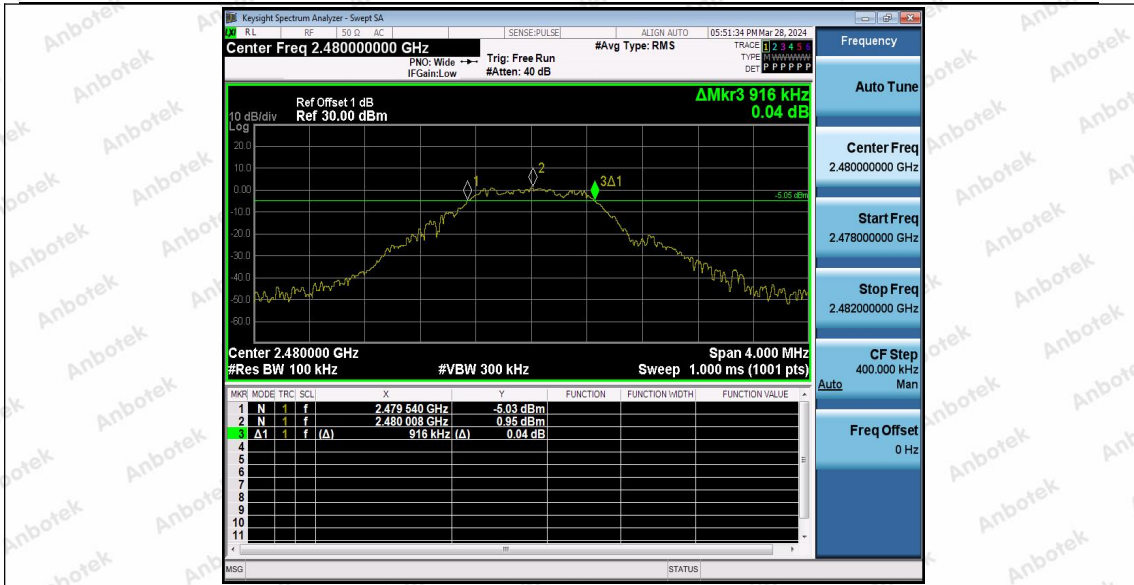 Keysight Spectrum Analyzer - Swept SA
LXI RL RF 50 Ω AC SENSE:PULSE ALIGN AUTO 05:51:34 PM Mar 28, 2024
Center Freq 2.480000000 GHz #Avg Type: RMS TRACE 1 2 3 4 5 6
PNO: Wide Trig: Free Run TYPE M WWWWW
IFGain:Low #Atten: 40 dB DET P P P P P P
ΔMkr3 916 kHz
0.04 dB
Ref Offset 1 dB
10 dB/div Ref 30.00 dBm
Log
20.0
10.0
0.00
-10.0
-20.0
-30.0
-40.0
-50.0
-60.0
1
2
3Δ1
-5.05 dBm
Center 2.480000 GHz Span 4.000 MHz
#Res BW 100 kHz #VBW 300 kHz Sweep 1.000 ms (1001 pts)
MKR MODE TRC SCL X Y FUNCTION FUNCTION WIDTH FUNCTION VALUE
1 N 1 f 2.479 540 GHz -5.03 dBm
2 N 1 f 2.480 008 GHz 0.95 dBm
3 Δ1 1 f (Δ) 916 kHz (Δ) 0.04 dB
4
5
6
7
8
9
10
11
MSG STATUS
Frequency
Auto Tune
Center Freq
2.480000000 GHz
Start Freq
2.478000000 GHz
Stop Freq
2.482000000 GHz
CF Step
400.000 kHz
Auto Man
Freq Offset
0 Hz
Anbotek